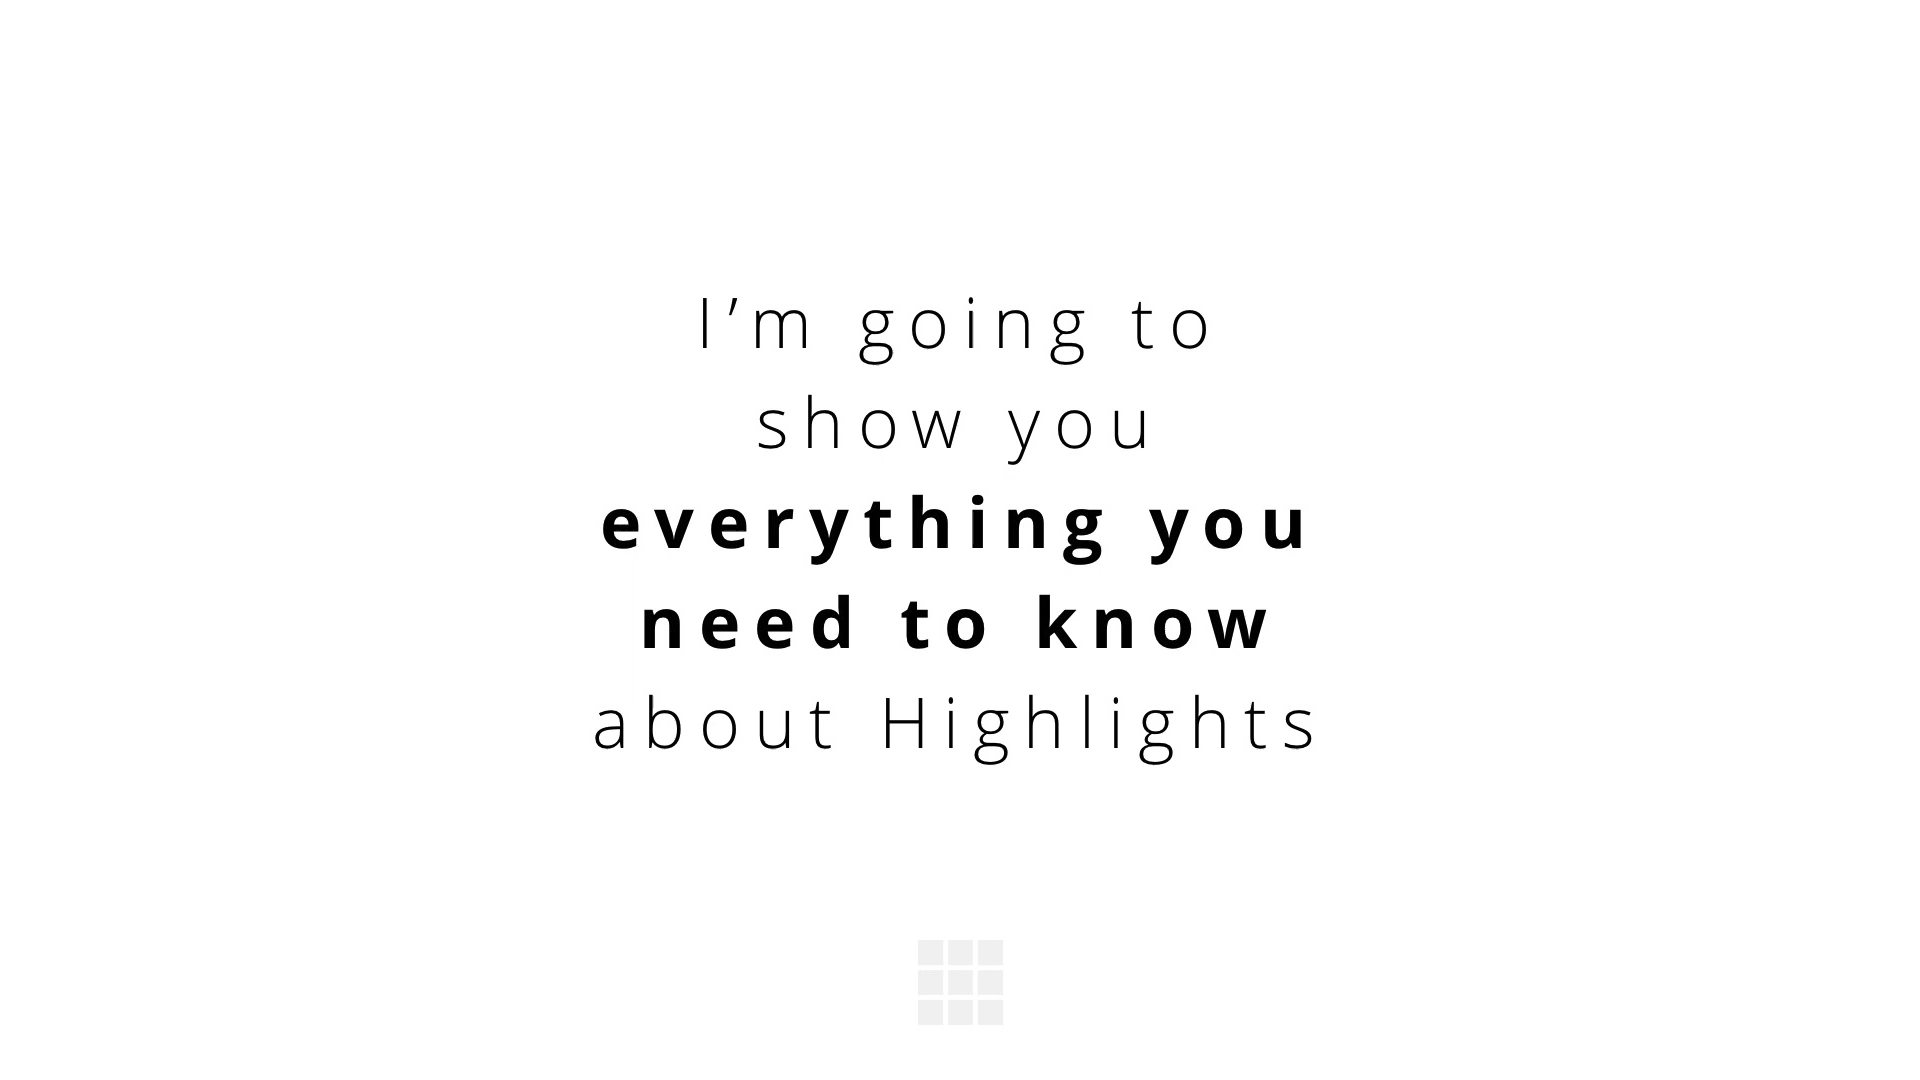 I’m going to
show you
everything you
need to know
about Highlights